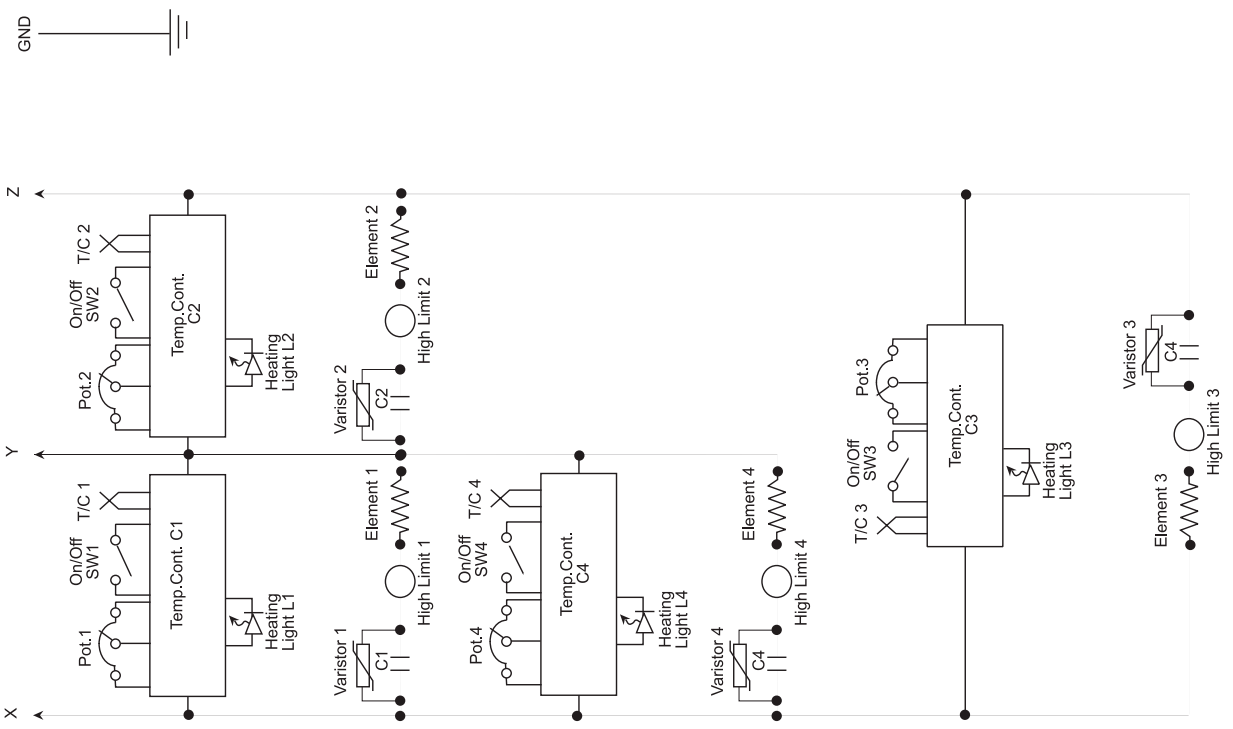 GND
Z
Y
X
T/C 2
On/Off
SW2
Pot.2
Temp.Cont.
C2
Heating
Light L2
Element 2
High Limit 2
Varistor 2
C2
T/C 1
On/Off
SW1
Pot.1
Temp.Cont. C1
Heating
Light L1
Element 1
High Limit 1
Varistor 1
C1
T/C 4
On/Off
SW4
Pot.4
Temp.Cont.
C4
Heating
Light L4
Element 4
High Limit 4
Varistor 4
C4
Pot.3
On/Off
SW3
T/C 3
Temp.Cont.
C3
Heating
Light L3
Varistor 3
C4
High Limit 3
Element 3